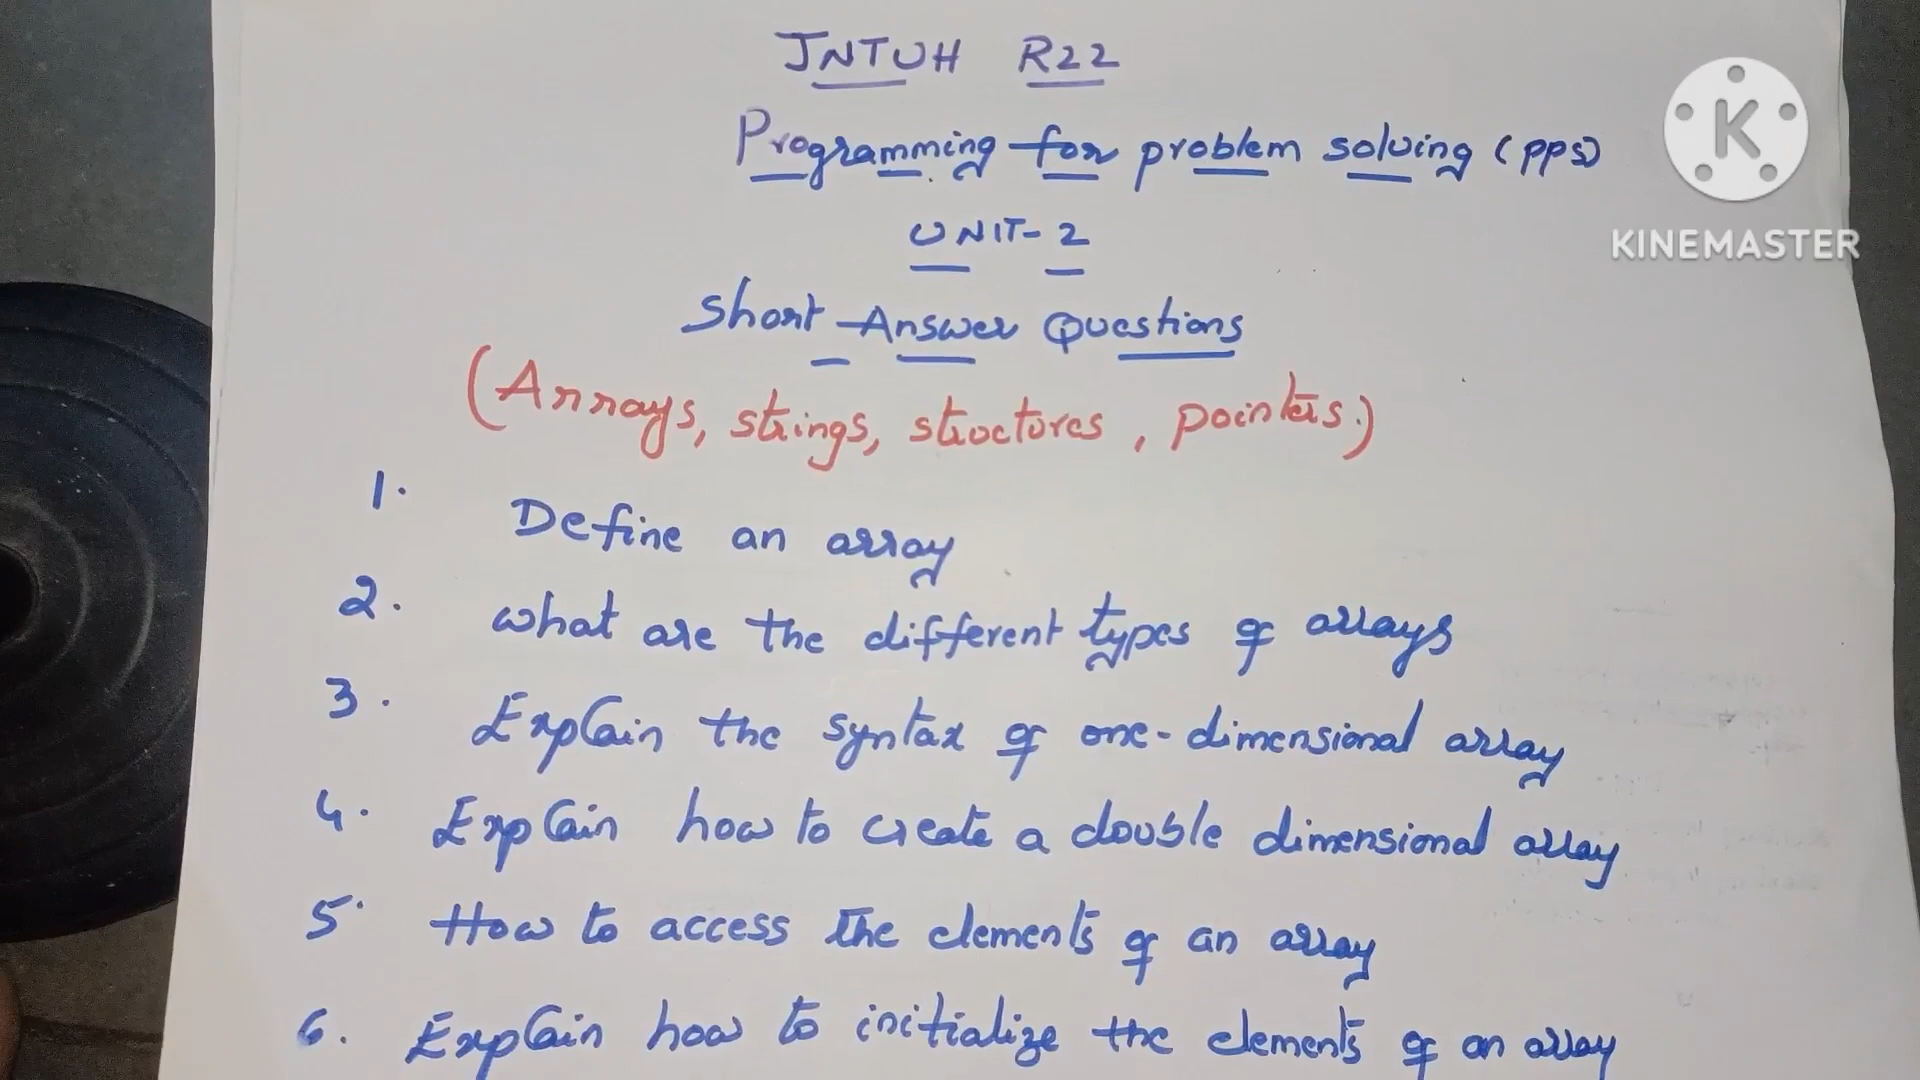 JNTUH R22
Programming for problem solving (pps)
UNIT-2
Short Answer Questions
(Arrays, strings, structures, pointers.)
1. Define an array
2. what are the different types of arrays
3. Explain the syntax of one-dimensional array
4. Explain how to create a double dimensional array
5. How to access the elements of an array
6. Explain how to initialize the elements of an array
K
KINEMASTER